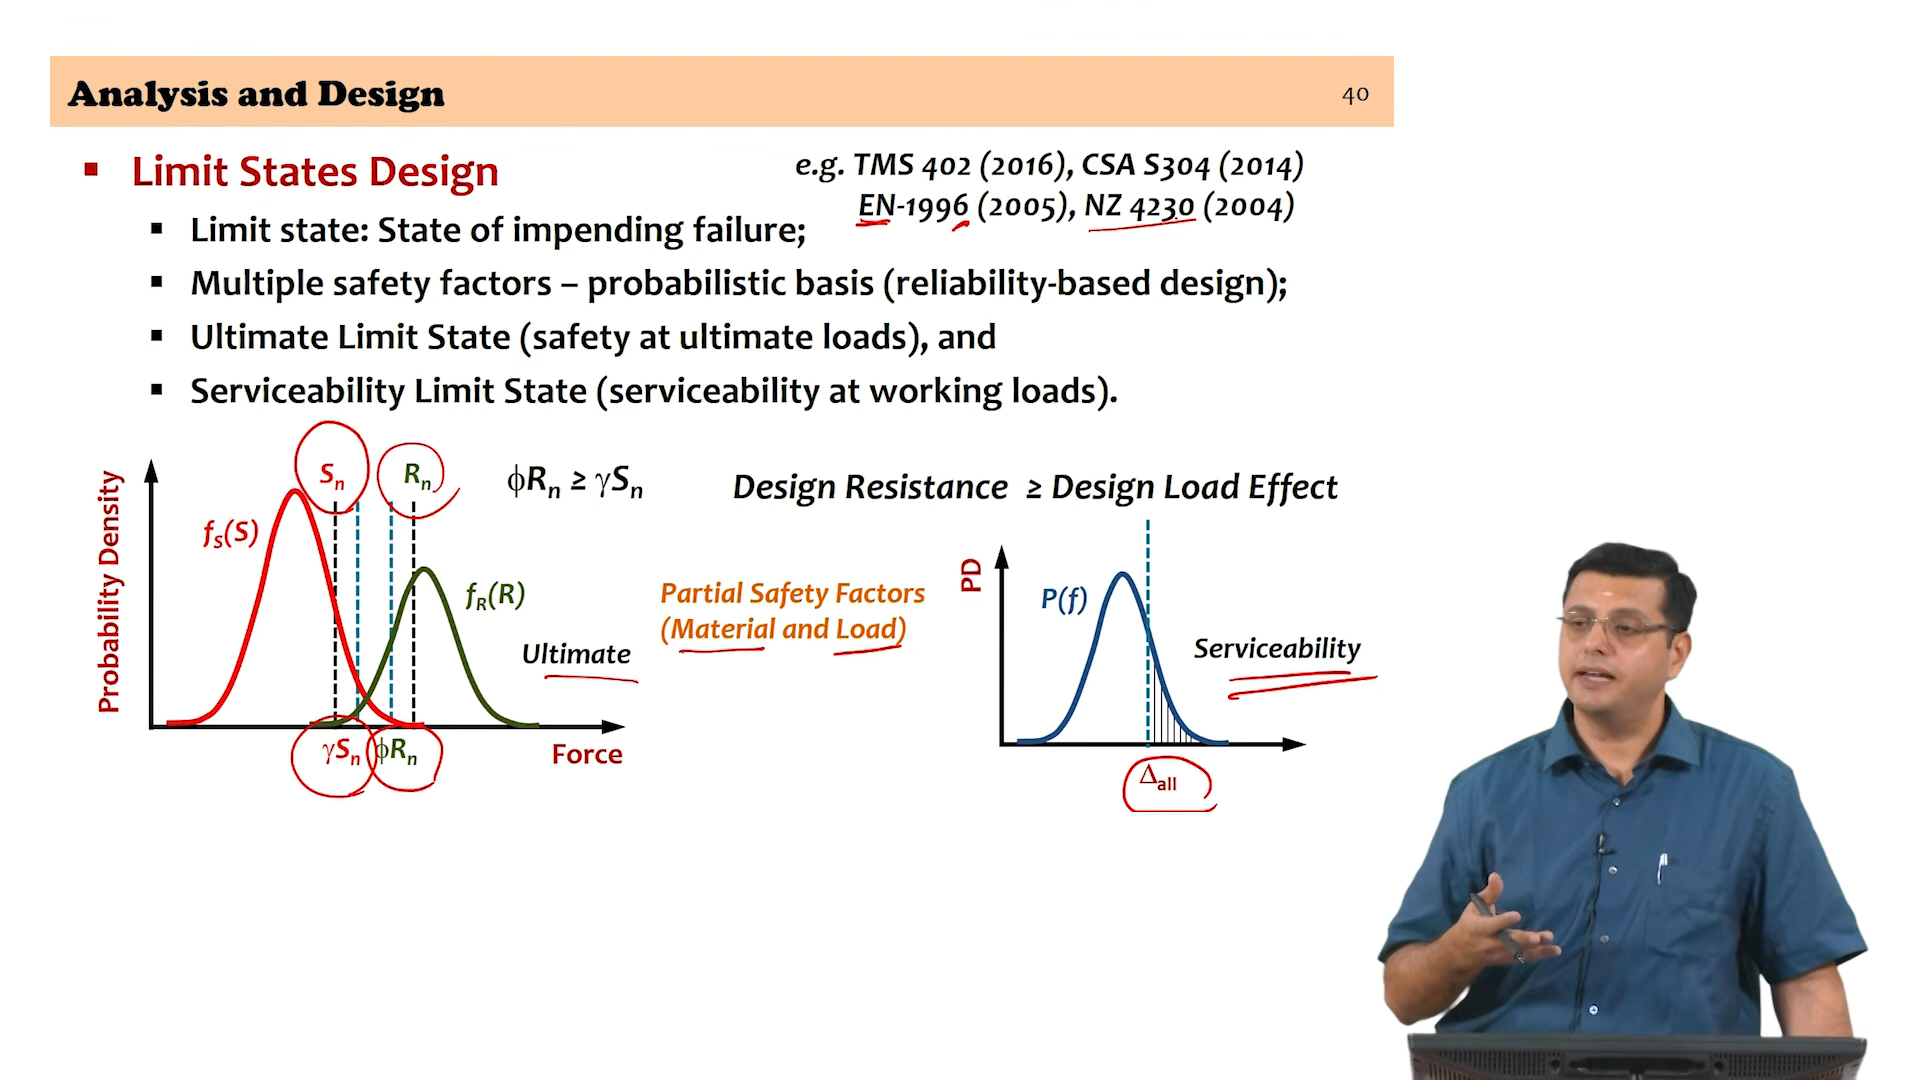 Analysis and Design
40
▪ Limit States Design
e.g. TMS 402 (2016), CSA S304 (2014)
EN-1996 (2005), NZ 4230 (2004)
▪ Limit state: State of impending failure;
▪ Multiple safety factors – probabilistic basis (reliability-based design);
▪ Ultimate Limit State (safety at ultimate loads), and
▪ Serviceability Limit State (serviceability at working loads).
Probability Density
Sn
Rn
fS(S)
fR(R)
γSn
ϕRn
Force
ϕRn ≥ γSn
Design Resistance ≥ Design Load Effect
Ultimate
Partial Safety Factors
(Material and Load)
PD
P(f)
Serviceability
Δall